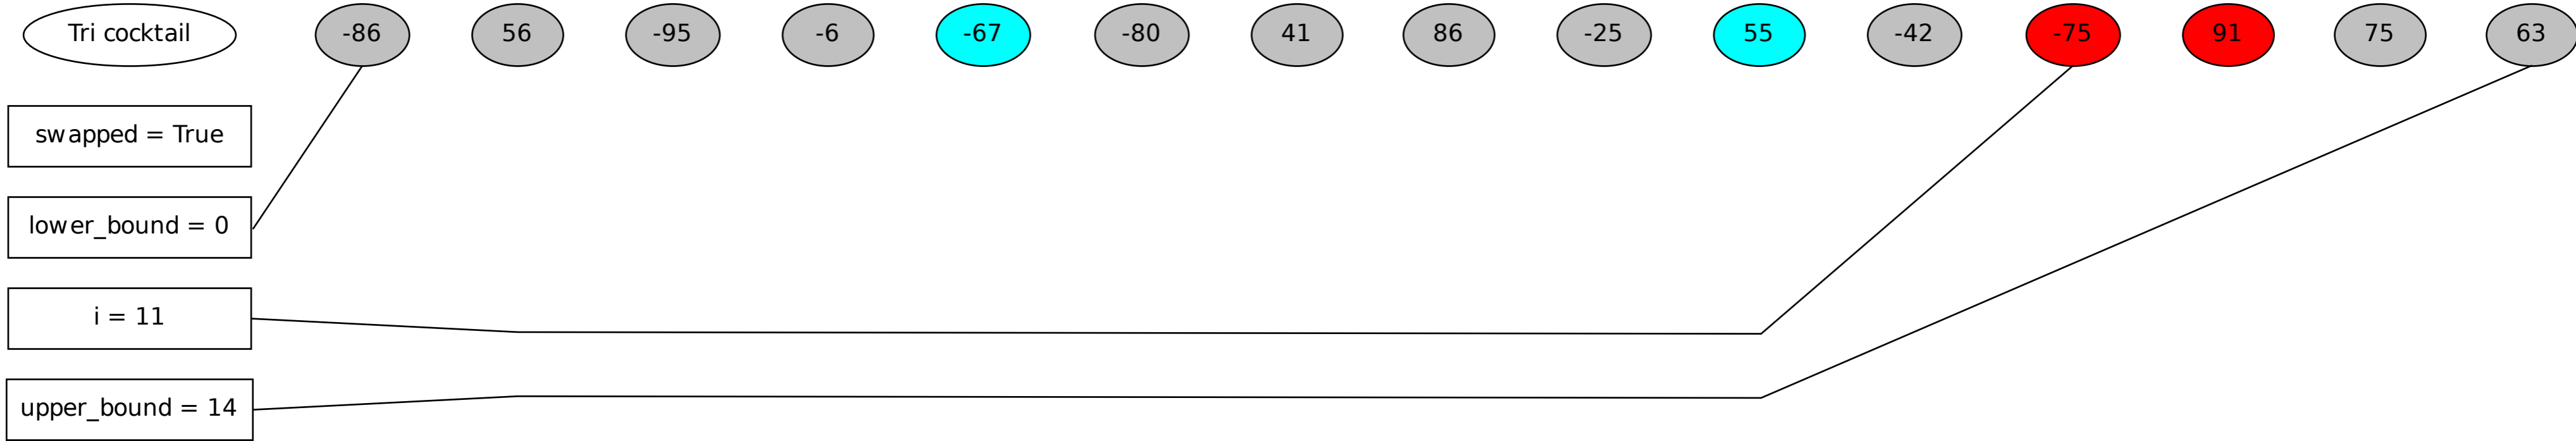 Tri cocktail -86 56 -95 -6 -67 -80 41 86 -25 55 -42 -75 91 75 63
swapped = True
lower_bound = 0
i = 11
upper_bound = 14